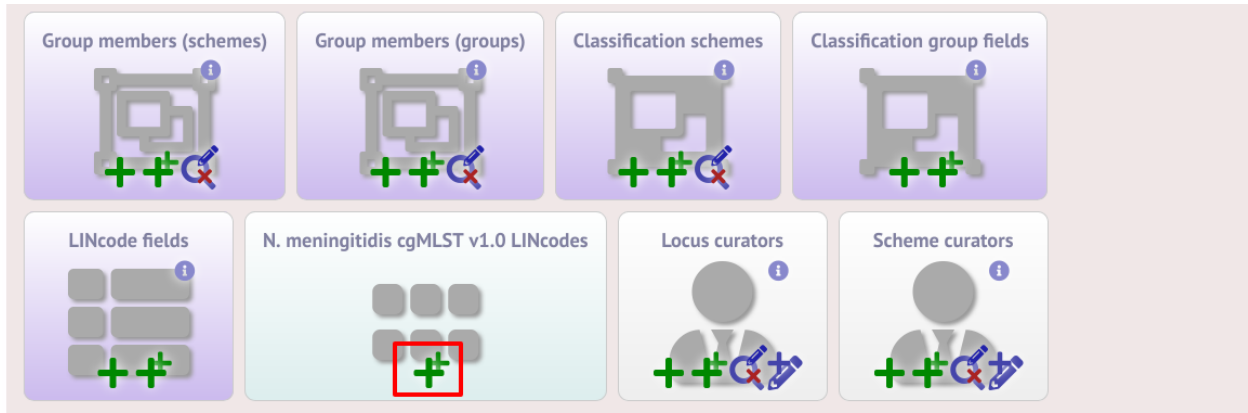 Group members (schemes)
Group members (groups)
Classification schemes
Classification group fields
LINcode fields
N. meningitidis cgMLST v1.0 LINcodes
Locus curators
Scheme curators